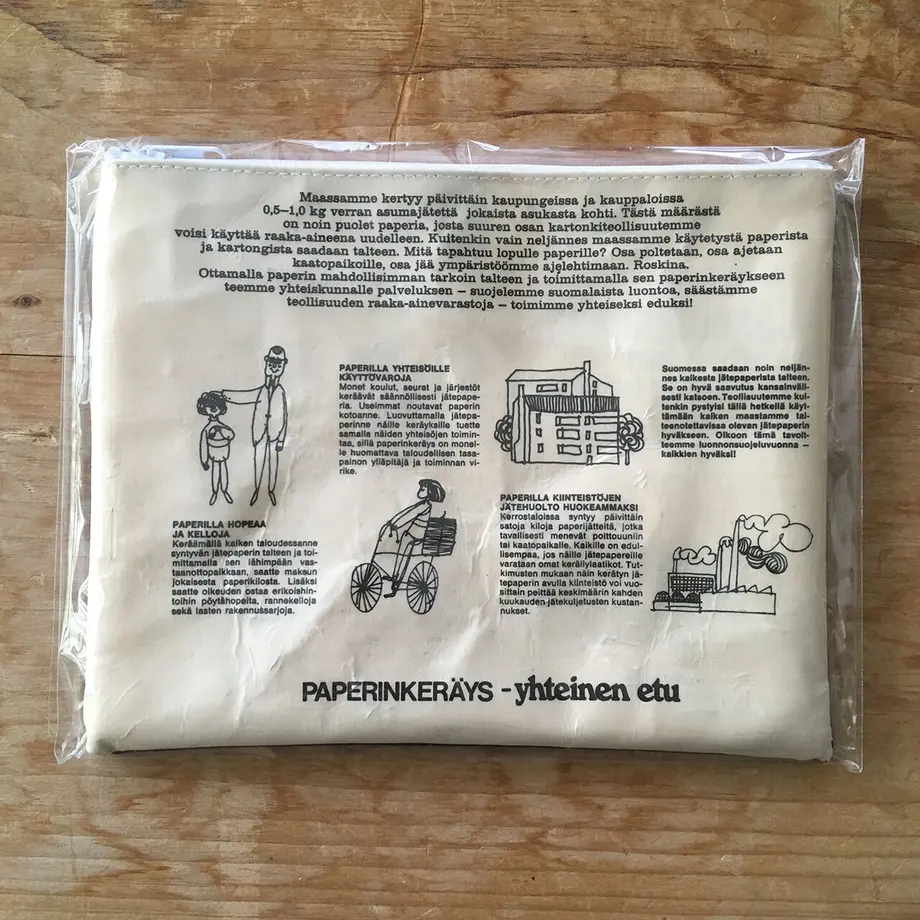 Maassamme kertyy päivittäin kaupungeissa ja kauppaloissa
0,5–1,0 kg verran asumajätettä jokaista asukasta kohti. Tästä määrästä
on noin puolet paperia, josta suuren osan kartonkiteollisuutemme
voisi käyttää raaka-aineena uudelleen. Kuitenkin vain neljännes maassamme käytetystä paperista
ja kartongista saadaan talteen. Mitä tapahtuu lopulle paperille? Osa poltetaan, osa ajetaan
kaatopaikoille, osa jää ympäristöömme ajelehtimaan. Roskina.
Ottamalla paperin mahdollisimman tarkoin talteen ja toimittamalla sen paperinkeräykseen
teemme yhteiskunnalle palveluksen – suojelemme suomalaista luontoa, säästämme
teollisuuden raaka-ainevarastoja – toimimme yhteiseksi eduksi!
PAPERILLA HOPEAA
JA KELLOJA
Keräämällä kaiken taloudessanne
syntyvän jätepaperin talteen ja toi-
mittamalla sen lähimpään vas-
taanottopaikkaan, saatte maksun
jokaisesta paperikilosta. Lisäksi
saatte oikeuden ostaa erikoishin-
toihin pöytähopeita, rannekelloja
sekä lasten rakennussarjoja.
PAPERILLA YHTEISÖILLE
KÄYTTÖVAROJA
Monet koulut, seurat ja järjestöt
keräävät säännöllisesti jätepape-
ria. Useimmat noutavat paperin
kotoanne. Luovuttamalla jätepa-
perinne näille keräyksille tuette
samalla näiden yhteisöjen toimin-
taa, sillä paperinkeräys on monel-
le huomattava taloudellisen tasa-
painon ylläpitäjä ja toiminnan vi-
rike.
PAPERILLA KIINTEISTÖJEN
JÄTEHUOLTO HUOKEAMMAKSI
Kerrostaloissa syntyy päivittäin
satoja kiloja paperijätteitä, jotka
tavallisesti menevät polttouuniin
tai kaatopaikalle. Kaikille on edul-
lisempaa, jos näille jätepapereille
varataan omat keräilylaatikot. Tut-
kimusten mukaan näin kerätyn jä-
tepaperin avulla kiinteistö voi vuo-
sittain peittää keskimäärin kahden
kuukauden jätekuljetusten kustan-
nukset.
Suomessa saadaan noin neljän-
nes kaikesta jätepaperista talteen.
Se on hyvä saavutus kansainväli-
sesti katsoen. Teollisuutemme kui-
tenkin pystyisi tällä hetkellä käyt-
tämään kaiken maastamme tal-
teenotettavissa olevan jätepaperin
hyväkseen. Olkoon tämä tavoit-
teemme luonnonsuojeluvuonna –
kaikkien hyväksi!
PAPERINKERÄYS - yhteinen etu